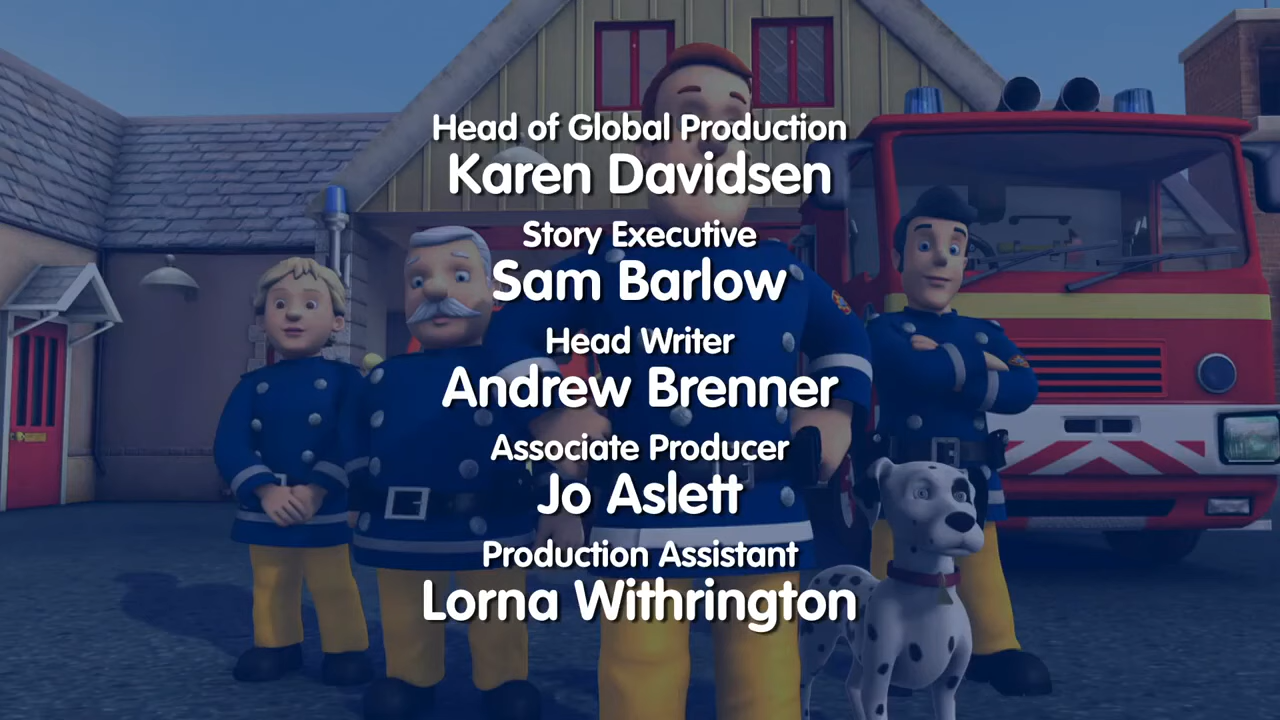 Head of Global Production
Karen Davidsen
Story Executive
Sam Barlow
Head Writer
Andrew Brenner
Associate Producer
Jo Aslett
Production Assistant
Lorna Withrington